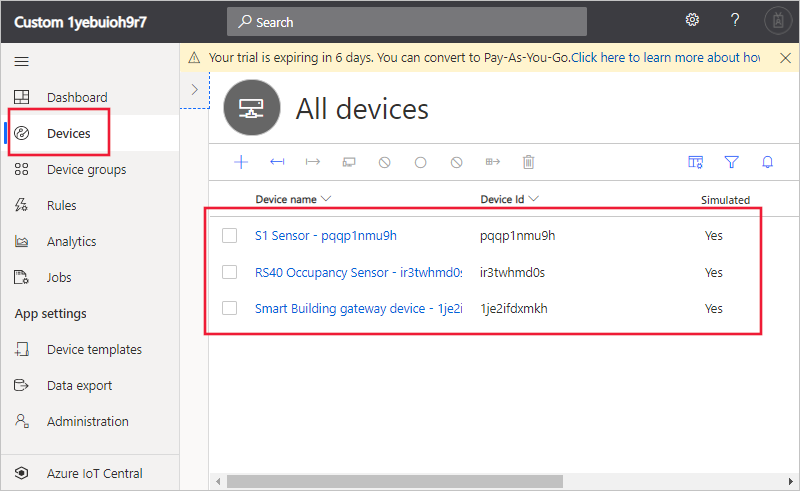 Custom 1yebuioh9r7
Search
?
Your trial is expiring in 6 days. You can convert to Pay-As-You-Go.Click here to learn more about how
Dashboard
Devices
Device groups
Rules
Analytics
Jobs
App settings
Device templates
Data export
Administration
Azure IoT Central
All devices
Device name Device Id Simulated
S1 Sensor - pqqp1nmu9h pqqp1nmu9h Yes
RS40 Occupancy Sensor - ir3twhmd0s ir3twhmd0s Yes
Smart Building gateway device - 1je2i 1je2ifdxmkh Yes